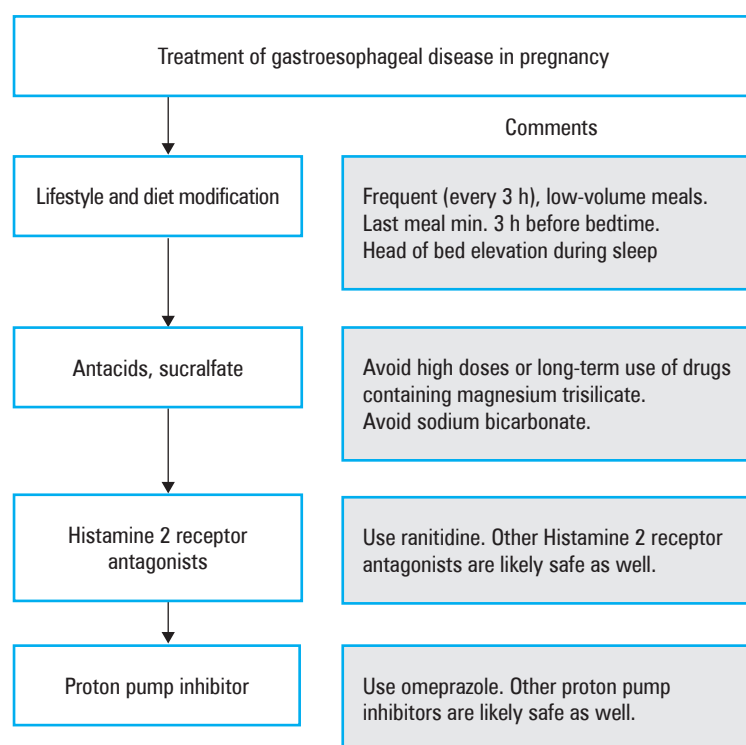 Treatment of gastroesophageal disease in pregnancy
Comments
Lifestyle and diet modification
Frequent (every 3 h), low-volume meals.
Last meal min. 3 h before bedtime.
Head of bed elevation during sleep
Antacids, sucralfate
Avoid high doses or long-term use of drugs
containing magnesium trisilicate.
Avoid sodium bicarbonate.
Histamine 2 receptor
antagonists
Use ranitidine. Other Histamine 2 receptor
antagonists are likely safe as well.
Proton pump inhibitor
Use omeprazole. Other proton pump
inhibitors are likely safe as well.